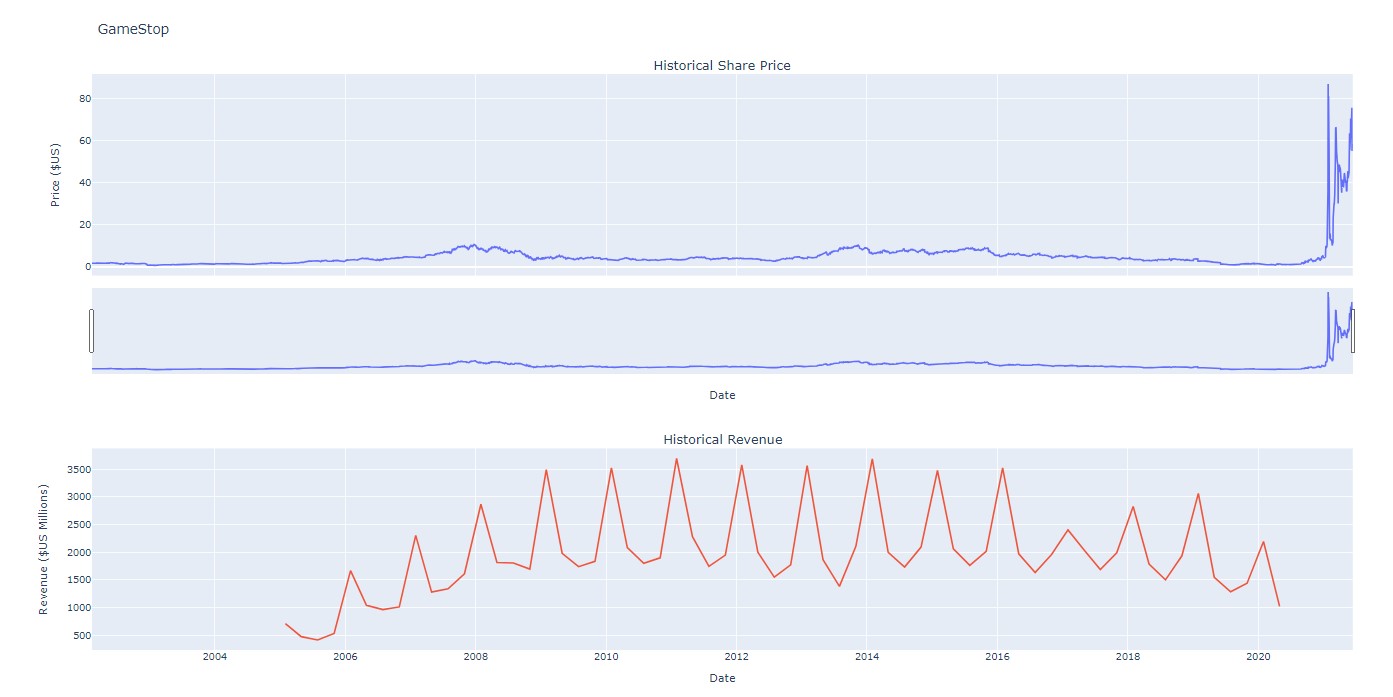 GameStop
Historical Share Price
80
60
40
20
0
Price ($US)
Date
Historical Revenue
3500
3000
2500
2000
1500
1000
500
Revenue ($US Millions)
2004 2006 2008 2010 2012 2014 2016 2018 2020
Date